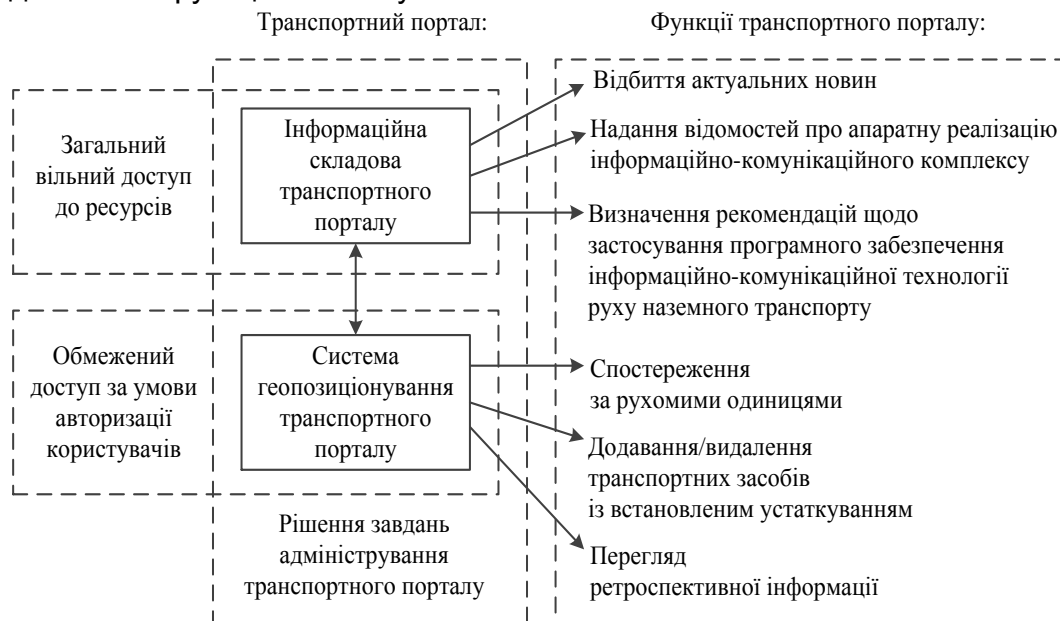 Транспортний портал:
Функції транспортного порталу:
Загальний
вільний доступ
до ресурсів
Інформаційна
складова
транспортного
порталу
Відбиття актуальних новин
Надання відомостей про апаратну реалізацію
інформаційно-комунікаційного комплексу
Визначення рекомендацій щодо
застосування програмного забезпечення
інформаційно-комунікаційної технології
руху наземного транспорту
Обмежений
доступ за умови
авторизації
користувачів
Система
геопозиціонування
транспортного
порталу
Спостереження
за рухомими одиницями
Додавання/видалення
транспортних засобів
із встановленим устаткуванням
Перегляд
ретроспективної інформації
Рішення завдань
адміністрування
транспортного порталу